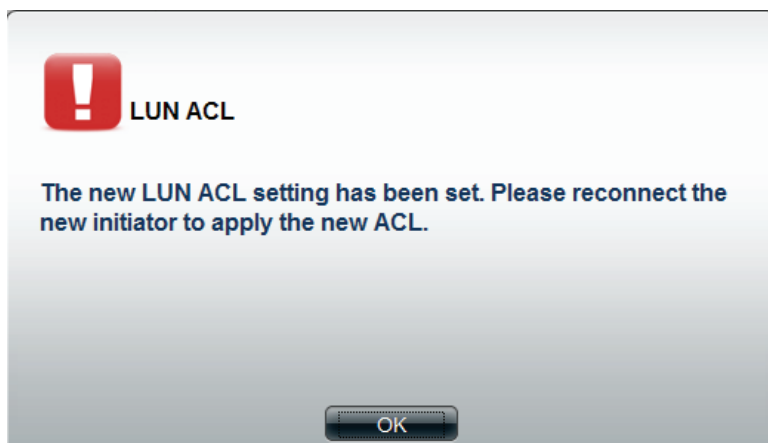 LUN ACL
The new LUN ACL setting has been set. Please reconnect the
new initiator to apply the new ACL.
OK